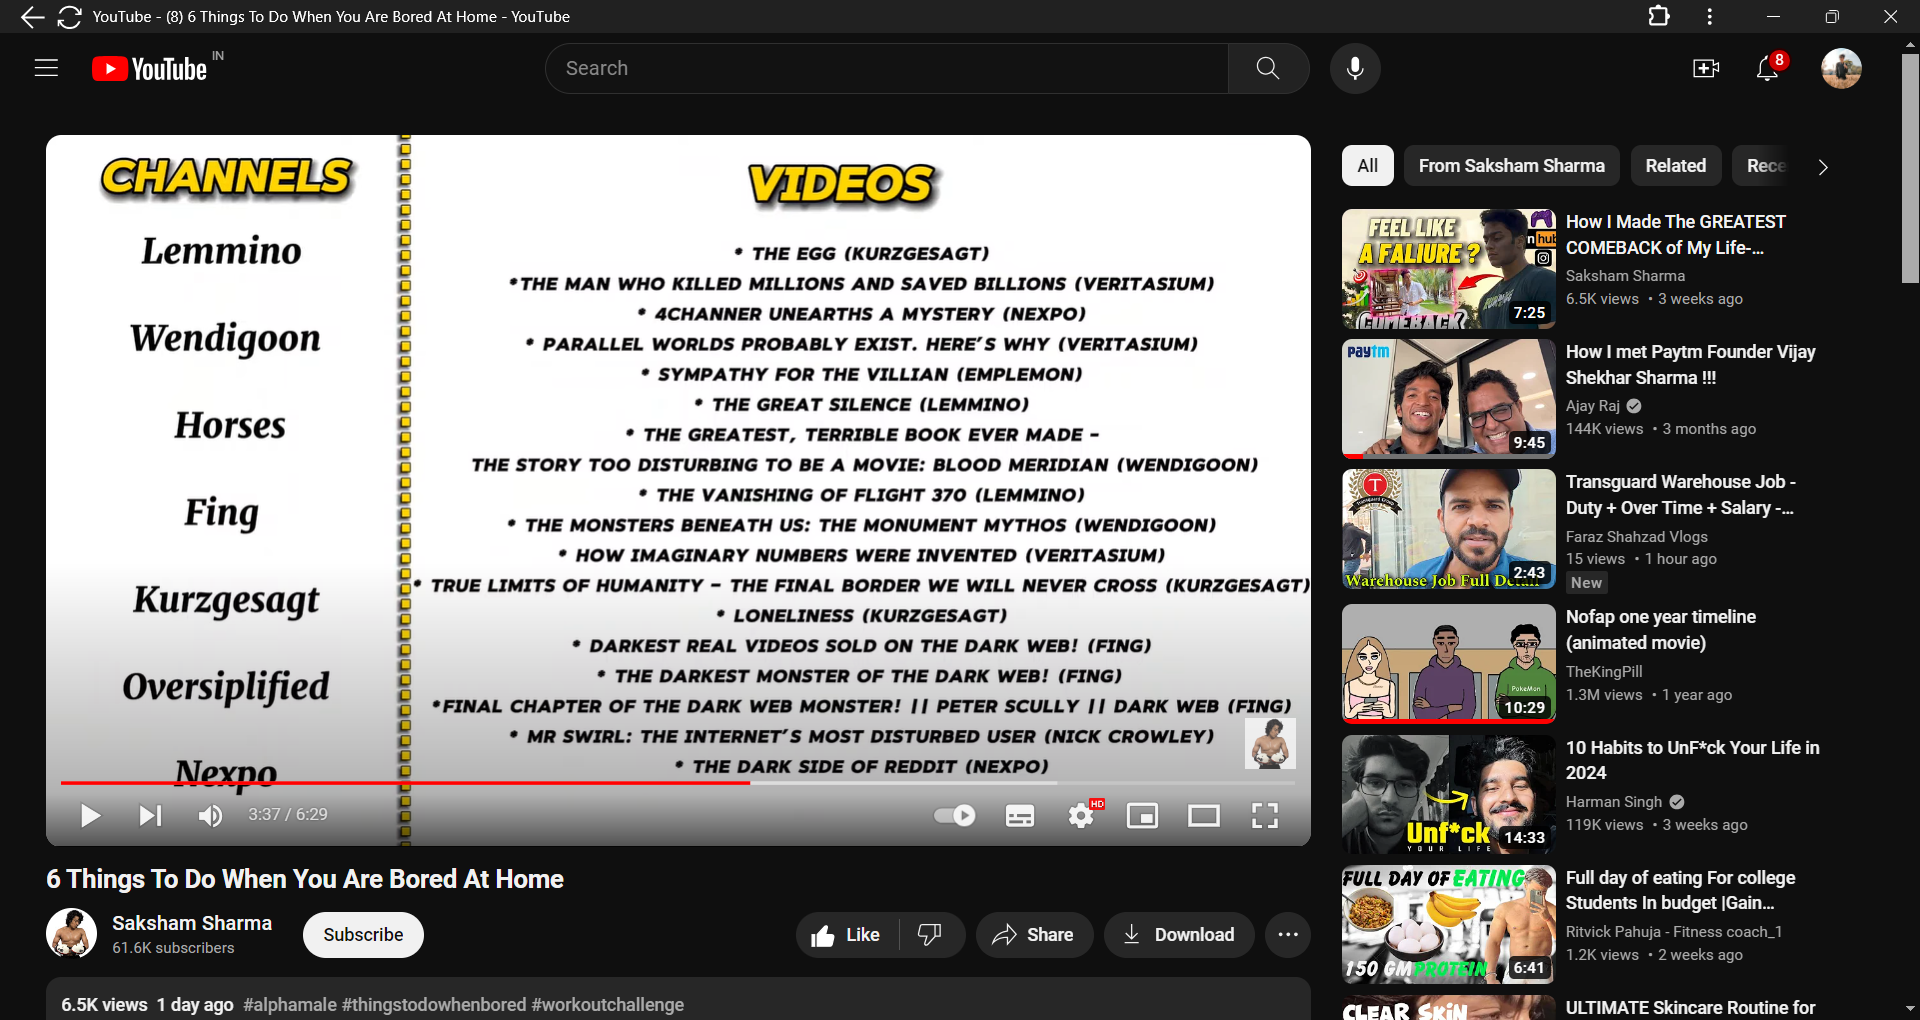 YouTube - (8) 6 Things To Do When You Are Bored At Home - YouTube
YouTube IN
Search
8
CHANNELS
Lemmino
Wendigoon
Horses
Fing
Kurzgesagt
Oversiplified
Nexpo
VIDEOS
* THE EGG (KURZGESAGT)
*THE MAN WHO KILLED MILLIONS AND SAVED BILLIONS (VERITASIUM)
* 4CHANNER UNEARTHS A MYSTERY (NEXPO)
* PARALLEL WORLDS PROBABLY EXIST. HERE'S WHY (VERITASIUM)
* SYMPATHY FOR THE VILLIAN (EMPLEMON)
* THE GREAT SILENCE (LEMMINO)
* THE GREATEST, TERRIBLE BOOK EVER MADE -
THE STORY TOO DISTURBING TO BE A MOVIE: BLOOD MERIDIAN (WENDIGOON)
* THE VANISHING OF FLIGHT 370 (LEMMINO)
* THE MONSTERS BENEATH US: THE MONUMENT MYTHOS (WENDIGOON)
* HOW IMAGINARY NUMBERS WERE INVENTED (VERITASIUM)
* TRUE LIMITS OF HUMANITY - THE FINAL BORDER WE WILL NEVER CROSS (KURZGESAGT)
* LONELINESS (KURZGESAGT)
* DARKEST REAL VIDEOS SOLD ON THE DARK WEB! (FING)
* THE DARKEST MONSTER OF THE DARK WEB! (FING)
*FINAL CHAPTER OF THE DARK WEB MONSTER! || PETER SCULLY || DARK WEB (FING)
* MR SWIRL: THE INTERNET'S MOST DISTURBED USER (NICK CROWLEY)
* THE DARK SIDE OF REDDIT (NEXPO)
3:37 / 6:29
HD
6 Things To Do When You Are Bored At Home
Saksham Sharma
61.6K subscribers
Subscribe
Like
Share
Download
6.5K views 1 day ago #alphamale #thingstodowhenbored #workoutchallenge
All
From Saksham Sharma
Related
Rece
FEEL LIKE
A FALIURE ?
hub
COMEBACK
7:25
How I Made The GREATEST
COMEBACK of My Life-...
Saksham Sharma
6.5K views • 3 weeks ago
paytm
9:45
How I met Paytm Founder Vijay
Shekhar Sharma !!!
Ajay Raj
144K views • 3 months ago
T
Warehouse Job Full
2:43
Transguard Warehouse Job -
Duty + Over Time + Salary -...
Faraz Shahzad Vlogs
15 views • 1 hour ago
New
PokeMon
10:29
Nofap one year timeline
(animated movie)
TheKingPill
1.3M views • 1 year ago
Unf*ck
YOUR LIFE
14:33
10 Habits to UnF*ck Your Life in
2024
Harman Singh
119K views • 3 weeks ago
FULL DAY OF EATING
150 GM PROTEIN
6:41
Full day of eating For college
Students In budget |Gain...
Ritvick Pahuja - Fitness coach_1
1.2K views • 2 weeks ago
CLEAR SKIN
ULTIMATE Skincare Routine for